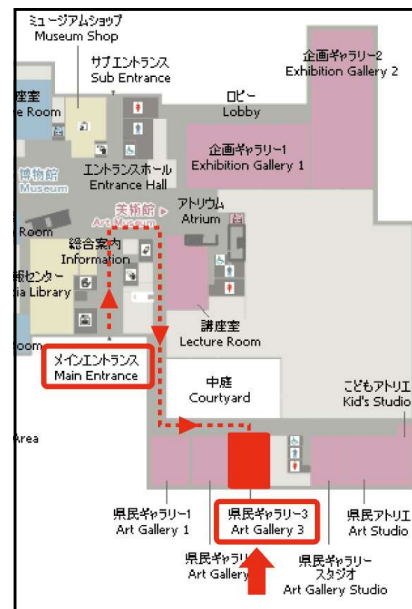 ミュージアムショップ
Museum Shop
サブエントランス
Sub Entrance
企画ギャラリー2
Exhibition Gallery 2
ロビー
Lobby
座室
e Room
企画ギャラリー1
Exhibition Gallery 1
エントランスホール
Entrance Hall
博物館
Museum
美術館
Art Museum
アトリウム
Atrium
Room
総合案内
Information
報センター
dia Library
講座室
Lecture Room
メインエントランス
Main Entrance
oom
中庭
Courtyard
こどもアトリエ
Kid's Studio
Area
県民ギャラリー1
Art Gallery 1
県民ギャラリー3
Art Gallery 3
県民アトリエ
Art Studio
県民ギャラリ
Art Gallery
県民ギャラリー
スタジオ
Art Gallery Studio